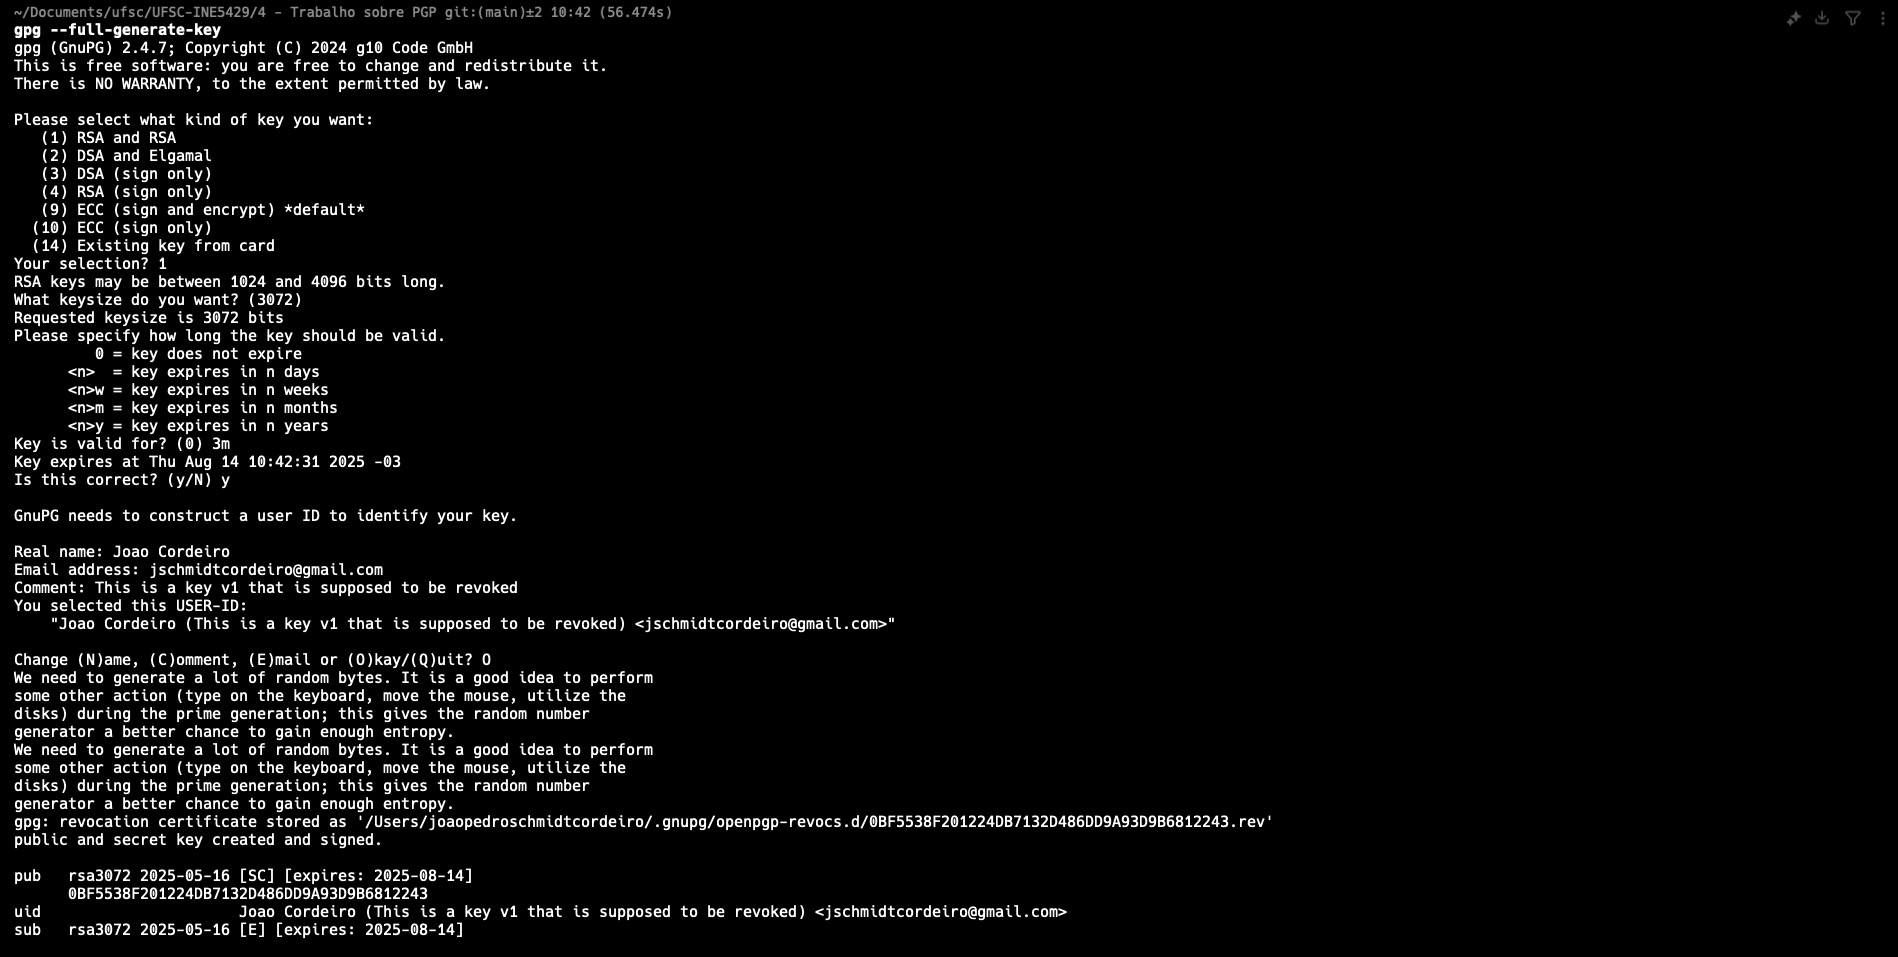 ~/Documents/ufsc/UFSC-INE5429/4 - Trabalho sobre PGP git:(main)±2 10:42 (56.474s)
gpg --full-generate-key
gpg (GnuPG) 2.4.7; Copyright (C) 2024 g10 Code GmbH
This is free software: you are free to change and redistribute it.
There is NO WARRANTY, to the extent permitted by law.

Please select what kind of key you want:
   (1) RSA and RSA
   (2) DSA and Elgamal
   (3) DSA (sign only)
   (4) RSA (sign only)
   (9) ECC (sign and encrypt) *default*
  (10) ECC (sign only)
  (14) Existing key from card
Your selection? 1
RSA keys may be between 1024 and 4096 bits long.
What keysize do you want? (3072)
Requested keysize is 3072 bits
Please specify how long the key should be valid.
         0 = key does not expire
      <n>  = key expires in n days
      <n>w = key expires in n weeks
      <n>m = key expires in n months
      <n>y = key expires in n years
Key is valid for? (0) 3m
Key expires at Thu Aug 14 10:42:31 2025 -03
Is this correct? (y/N) y

GnuPG needs to construct a user ID to identify your key.

Real name: Joao Cordeiro
Email address: jschmidtcordeiro@gmail.com
Comment: This is a key v1 that is supposed to be revoked
You selected this USER-ID:
    "Joao Cordeiro (This is a key v1 that is supposed to be revoked) <jschmidtcordeiro@gmail.com>"

Change (N)ame, (C)omment, (E)mail or (O)kay/(Q)uit? O
We need to generate a lot of random bytes. It is a good idea to perform
some other action (type on the keyboard, move the mouse, utilize the
disks) during the prime generation; this gives the random number
generator a better chance to gain enough entropy.
We need to generate a lot of random bytes. It is a good idea to perform
some other action (type on the keyboard, move the mouse, utilize the
disks) during the prime generation; this gives the random number
generator a better chance to gain enough entropy.
gpg: revocation certificate stored as '/Users/joaopedroschmidtcordeiro/.gnupg/openpgp-revocs.d/0BF5538F201224DB7132D486DD9A93D9B6812243.rev'
public and secret key created and signed.

pub   rsa3072 2025-05-16 [SC] [expires: 2025-08-14]
      0BF5538F201224DB7132D486DD9A93D9B6812243
uid                      Joao Cordeiro (This is a key v1 that is supposed to be revoked) <jschmidtcordeiro@gmail.com>
sub   rsa3072 2025-05-16 [E] [expires: 2025-08-14]